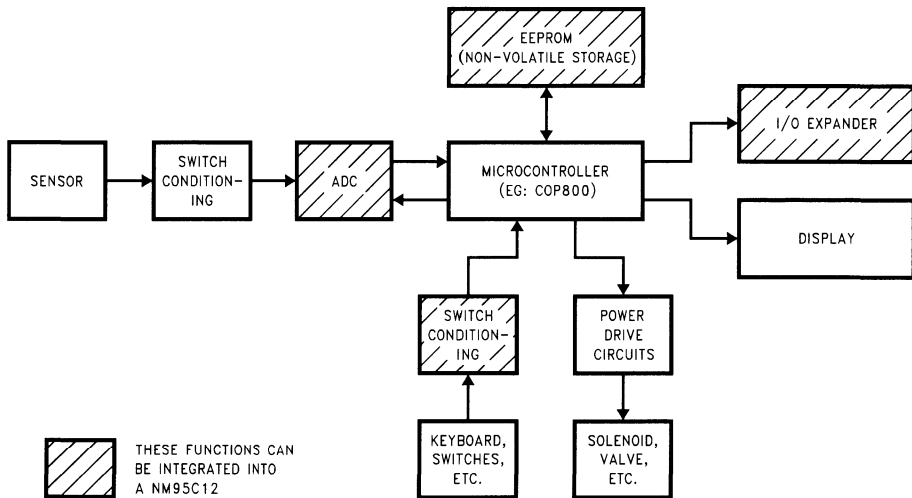 EEPROM
(NON-VOLATILE STORAGE)
I/O EXPANDER
SENSOR
SWITCH
CONDITION-
ING
ADC
MICROCONTROLLER
(EG: COP800)
DISPLAY
SWITCH
CONDITION-
ING
POWER
DRIVE
CIRCUITS
KEYBOARD,
SWITCHES,
ETC.
SOLENOID,
VALVE,
ETC.
THESE FUNCTIONS CAN
BE INTEGRATED INTO
A NM95C12